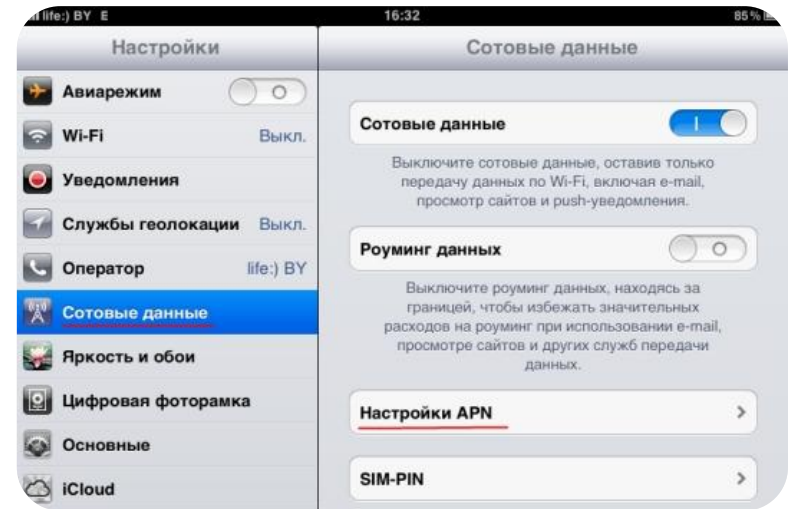 life:) BY E 16:32 85%
Настройки
Авиарежим
Wi-Fi Выкл.
Уведомления
Службы геолокации Выкл.
Оператор life:) BY
Сотовые данные
Яркость и обои
Цифровая фоторамка
Основные
iCloud
Сотовые данные
Сотовые данные
Выключите сотовые данные, оставив только
передачу данных по Wi-Fi, включая e-mail,
просмотр сайтов и push-уведомления.
Роуминг данных
Выключите роуминг данных, находясь за
границей, чтобы избежать значительных
расходов на роуминг при использовании e-mail,
просмотре сайтов и других служб передачи
данных.
Настройки APN
SIM-PIN